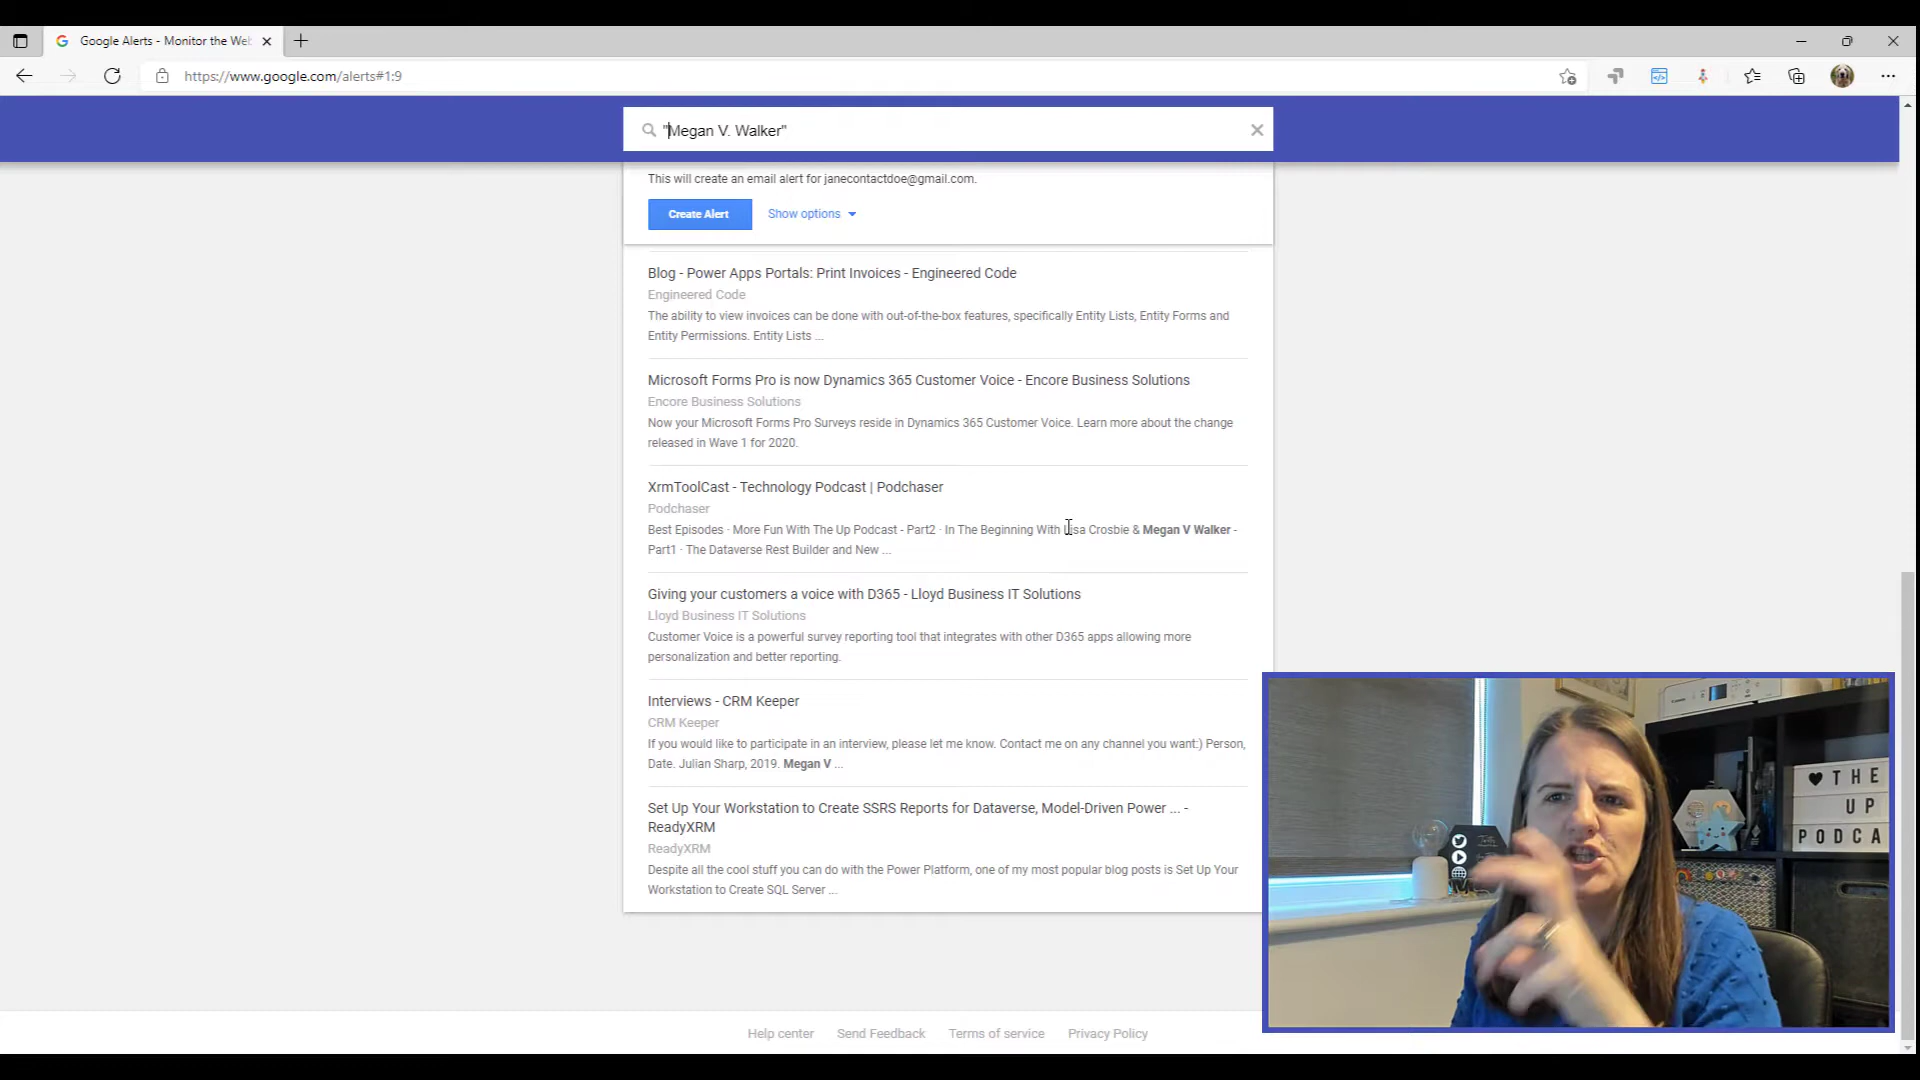 Google Alerts - Monitor the Wel
https://www.google.com/alerts#1:9
"Megan V. Walker"
This will create an email alert for janecontactdoe@gmail.com.
Create Alert Show options
Blog - Power Apps Portals: Print Invoices - Engineered Code
Engineered Code
The ability to view invoices can be done with out-of-the-box features, specifically Entity Lists, Entity Forms and
Entity Permissions. Entity Lists ...
Microsoft Forms Pro is now Dynamics 365 Customer Voice - Encore Business Solutions
Encore Business Solutions
Now your Microsoft Forms Pro Surveys reside in Dynamics 365 Customer Voice. Learn more about the change
released in Wave 1 for 2020.
XrmToolCast - Technology Podcast | Podchaser
Podchaser
Best Episodes · More Fun With The Up Podcast - Part2 · In The Beginning With Lisa Crosbie & Megan V Walker -
Part1 · The Dataverse Rest Builder and New ...
Giving your customers a voice with D365 - Lloyd Business IT Solutions
Lloyd Business IT Solutions
Customer Voice is a powerful survey reporting tool that integrates with other D365 apps allowing more
personalization and better reporting.
Interviews - CRM Keeper
CRM Keeper
If you would like to participate in an interview, please let me know. Contact me on any channel you want:) Person,
Date. Julian Sharp, 2019. Megan V ...
Set Up Your Workstation to Create SSRS Reports for Dataverse, Model-Driven Power ... -
ReadyXRM
ReadyXRM
Despite all the cool stuff you can do with the Power Platform, one of my most popular blog posts is Set Up Your
Workstation to Create SQL Server ...
THE
UP
PODCA
Help center Send Feedback Terms of service Privacy Policy